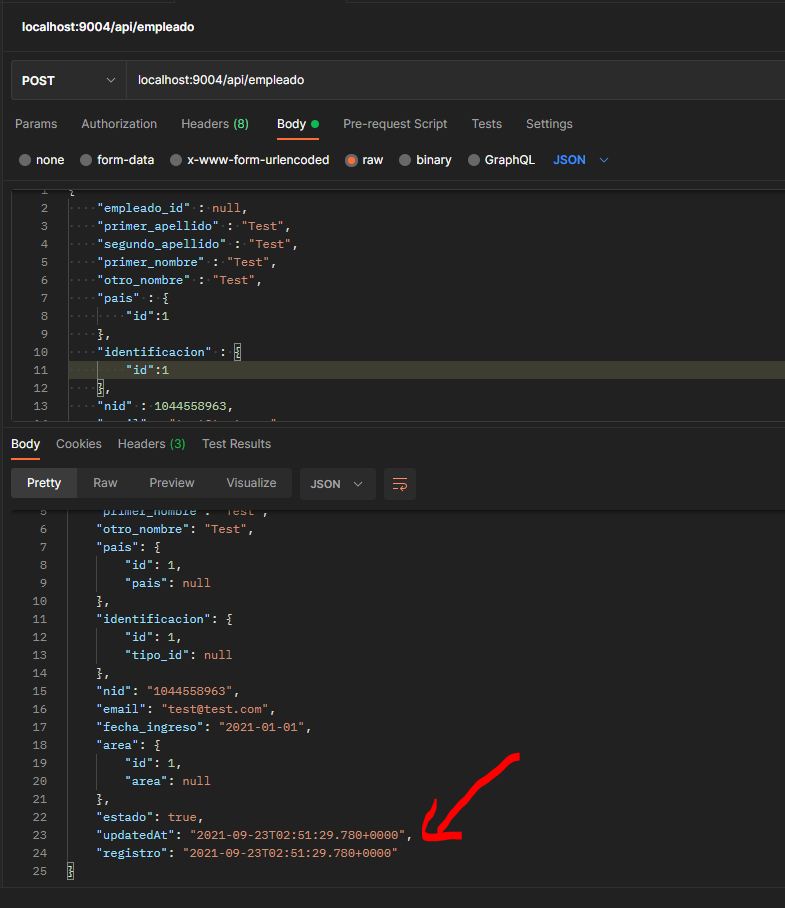 localhost:9004/api/empleado
POST localhost:9004/api/empleado
Params Authorization Headers (8) Body Pre-request Script Tests Settings
none form-data x-www-form-urlencoded raw binary GraphQL JSON
1 {
2 "empleado_id" : null,
3 "primer_apellido" : "Test",
4 "segundo_apellido" : "Test",
5 "primer_nombre" : "Test",
6 "otro_nombre" : "Test",
7 "pais" : {
8 "id":1
9 },
10 "identificacion" : {
11 "id":1
12 },
13 "nid" : 1044558963,
Body Cookies Headers (3) Test Results
Pretty Raw Preview Visualize JSON
5 "primer_nombre": "Test",
6 "otro_nombre": "Test",
7 "pais": {
8 "id": 1,
9 "pais": null
10 },
11 "identificacion": {
12 "id": 1,
13 "tipo_id": null
14 },
15 "nid": "1044558963",
16 "email": "test@test.com",
17 "fecha_ingreso": "2021-01-01",
18 "area": {
19 "id": 1,
20 "area": null
21 },
22 "estado": true,
23 "updatedAt": "2021-09-23T02:51:29.780+0000",
24 "registro": "2021-09-23T02:51:29.780+0000"
25 }